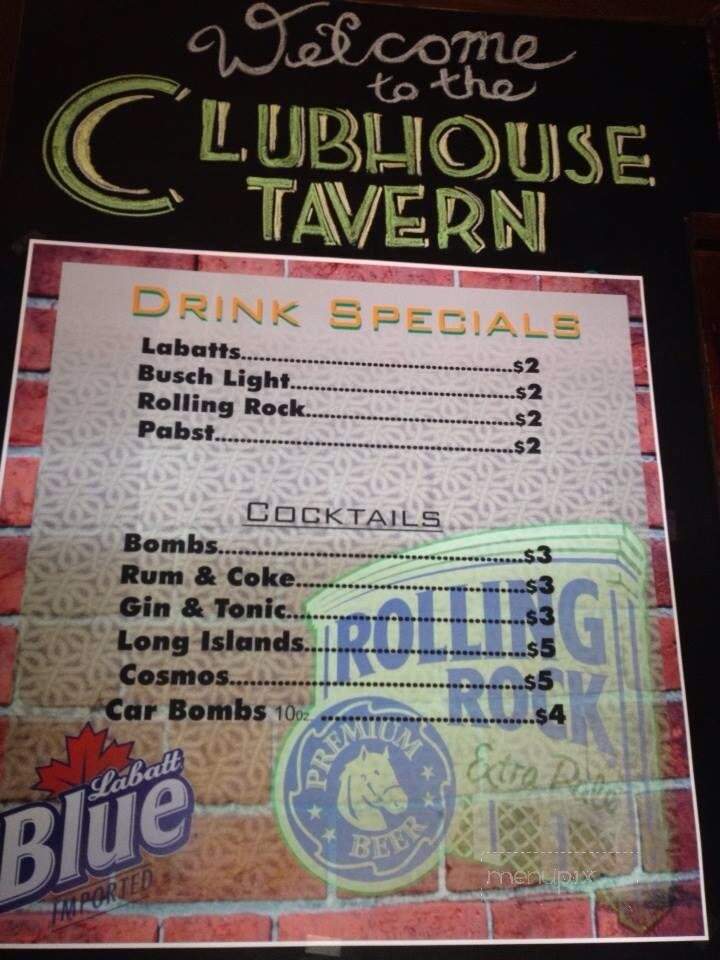 Welcome
to the
CLUBHOUSE
TAVERN
DRINK SPECIALS
Labatts..............................$2
Busch Light.........................$2
Rolling Rock........................$2
Pabst................................$2
COCKTAILS
Bombs................................$3
Rum & Coke.........................$3
Gin & Tonic..........................$3
Long Islands.........................$5
Cosmos...............................$5
Car Bombs 10oz .......................$4
ROLLING
ROCK
Extra Pale
PREMIUM
BEER
Labatt
Blue
IMPORTED
menupix